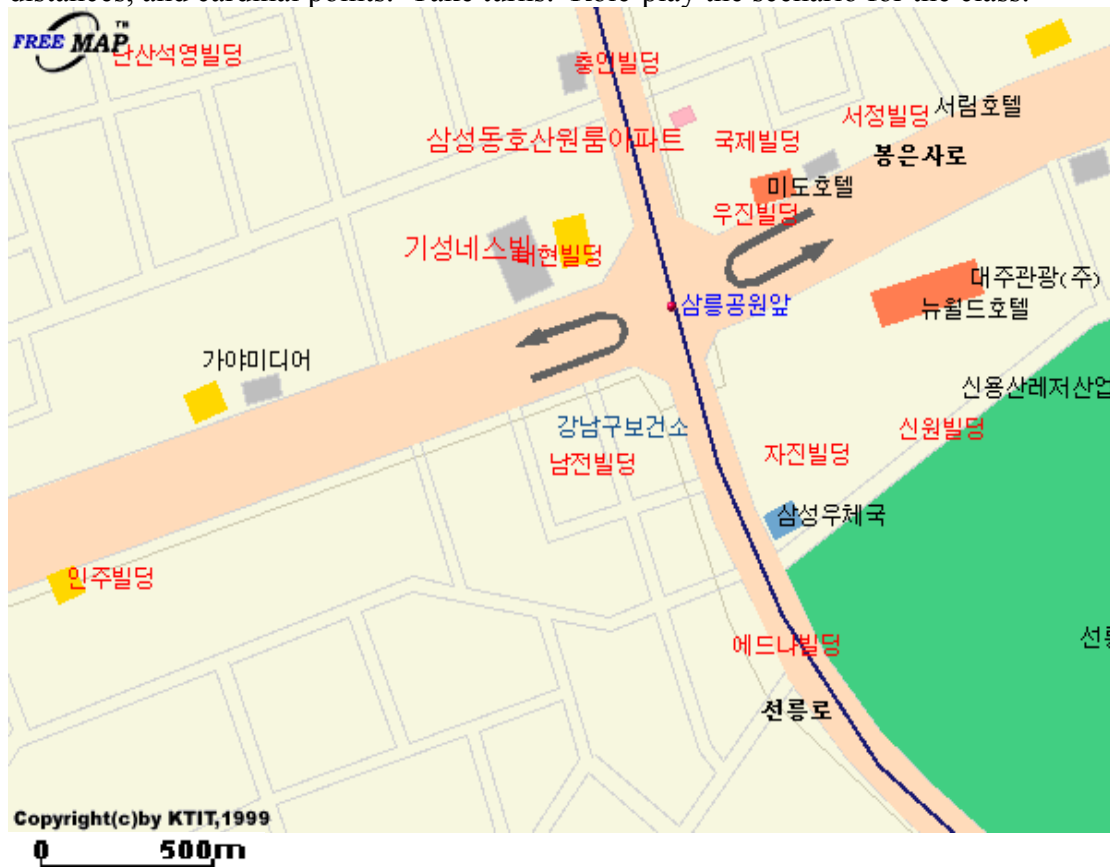 distances, and cardinal points. Take turns. Role-play the scenario for the class.
FREE MAP™
단산석영빌딩
충인빌딩
서림호텔
서정빌딩
삼성동호산원룸아파트
국제빌딩
봉은사로
미도호텔
우진빌딩
기성네스빌
대현빌딩
대주관광(주)
삼릉공원앞
뉴월드호텔
가야미디어
신용산레저산업
강남구보건소
신원빌딩
남전빌딩
자진빌딩
삼성우체국
인주빌딩
에드나빌딩
선릉로
Copyright(c)by KTIT,1999
0 500m